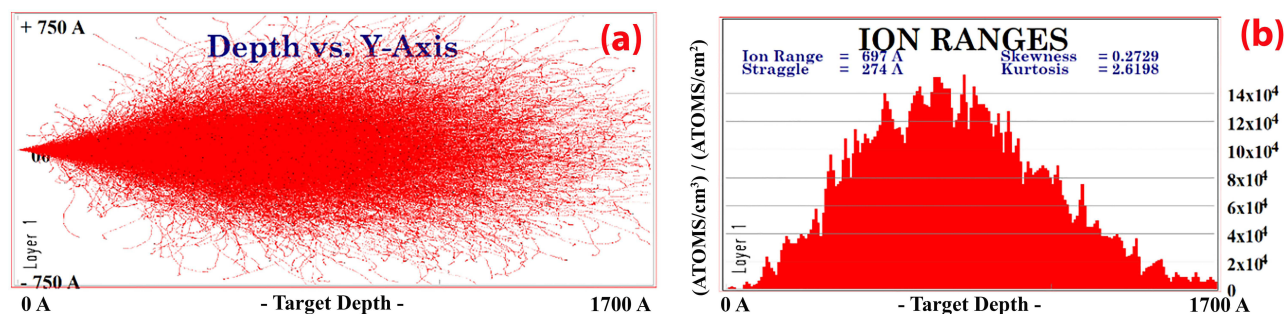 + 750 A
Depth vs. Y-Axis
(a)
Layer 1
- 750 A
0 A
- Target Depth -
1700 A
(b)
ION RANGES
Ion Range = 697 A
Skewness = 0.2729
Straggle = 274 A
Kurtosis = 2.6198
(ATOMS/cm³) / (ATOMS/cm²)
14x10⁴
12x10⁴
10x10⁴
8x10⁴
6x10⁴
4x10⁴
2x10⁴
0
Layer 1
0 A
- Target Depth -
1700 A